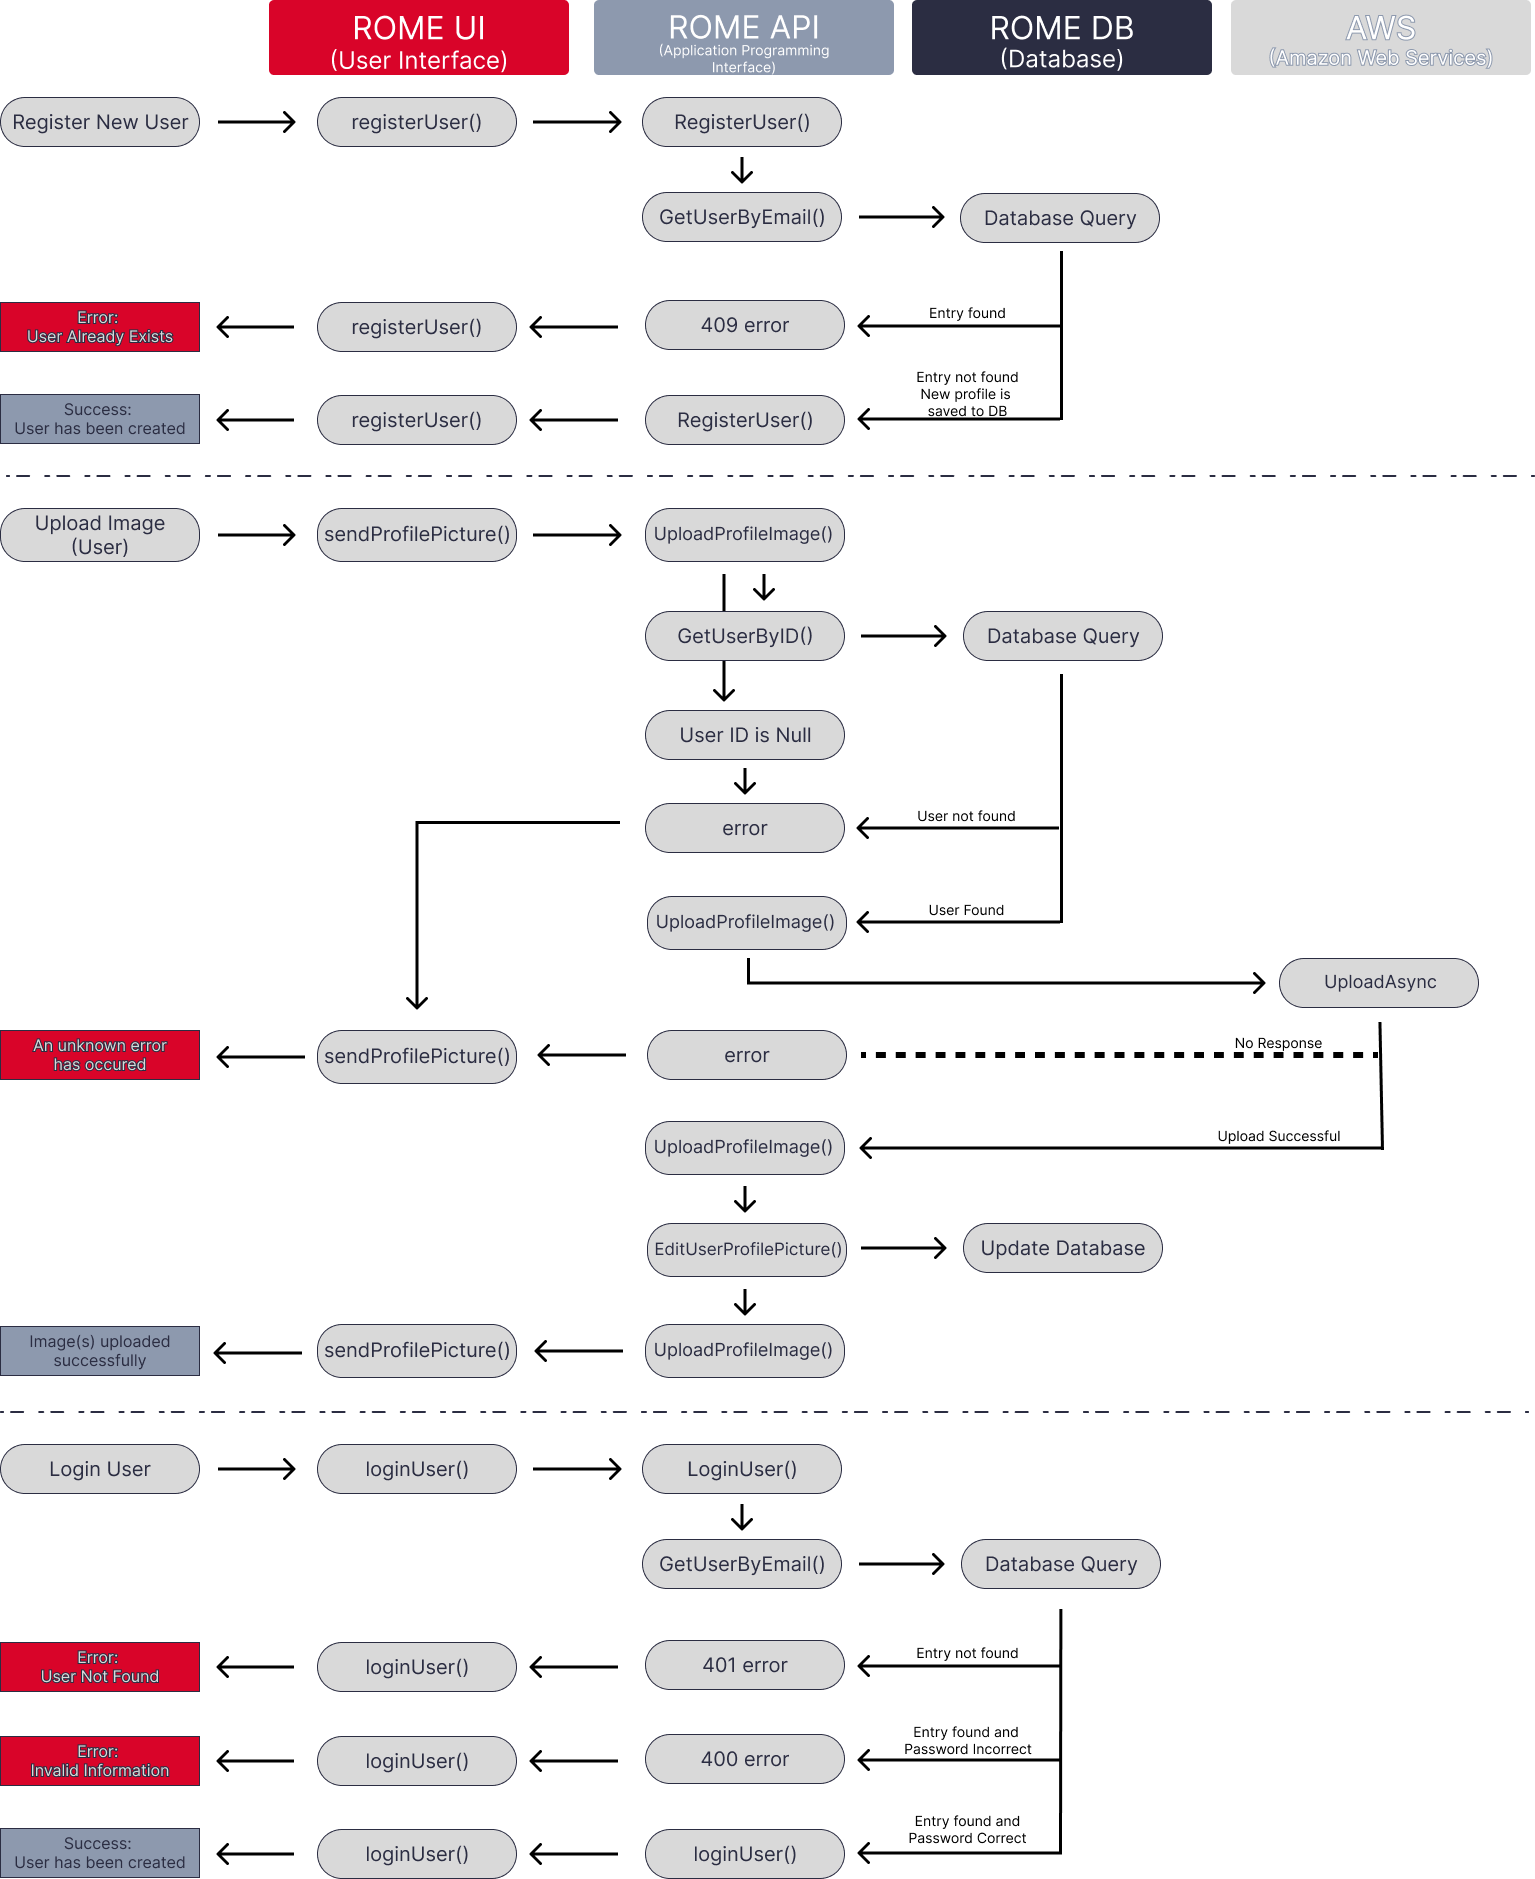 ROME UI
(User Interface)
ROME API
(Application Programming
Interface)
ROME DB
(Database)
AWS
(Amazon Web Services)
Register New User
registerUser()
RegisterUser()
GetUserByEmail()
Database Query
Error:
User Already Exists
registerUser()
409 error
Entry found
Success:
User has been created
registerUser()
RegisterUser()
Entry not found
New profile is
saved to DB
Upload Image
(User)
sendProfilePicture()
UploadProfileImage()
GetUserByID()
Database Query
User ID is Null
error
User not found
UploadProfileImage()
User Found
UploadAsync
An unknown error
has occured
sendProfilePicture()
error
No Response
UploadProfileImage()
Upload Successful
EditUserProfilePicture()
Update Database
Image(s) uploaded
successfully
sendProfilePicture()
UploadProfileImage()
Login User
loginUser()
LoginUser()
GetUserByEmail()
Database Query
Error:
User Not Found
loginUser()
401 error
Entry not found
Error:
Invalid Information
loginUser()
400 error
Entry found and
Password Incorrect
Success:
User has been created
loginUser()
loginUser()
Entry found and
Password Correct